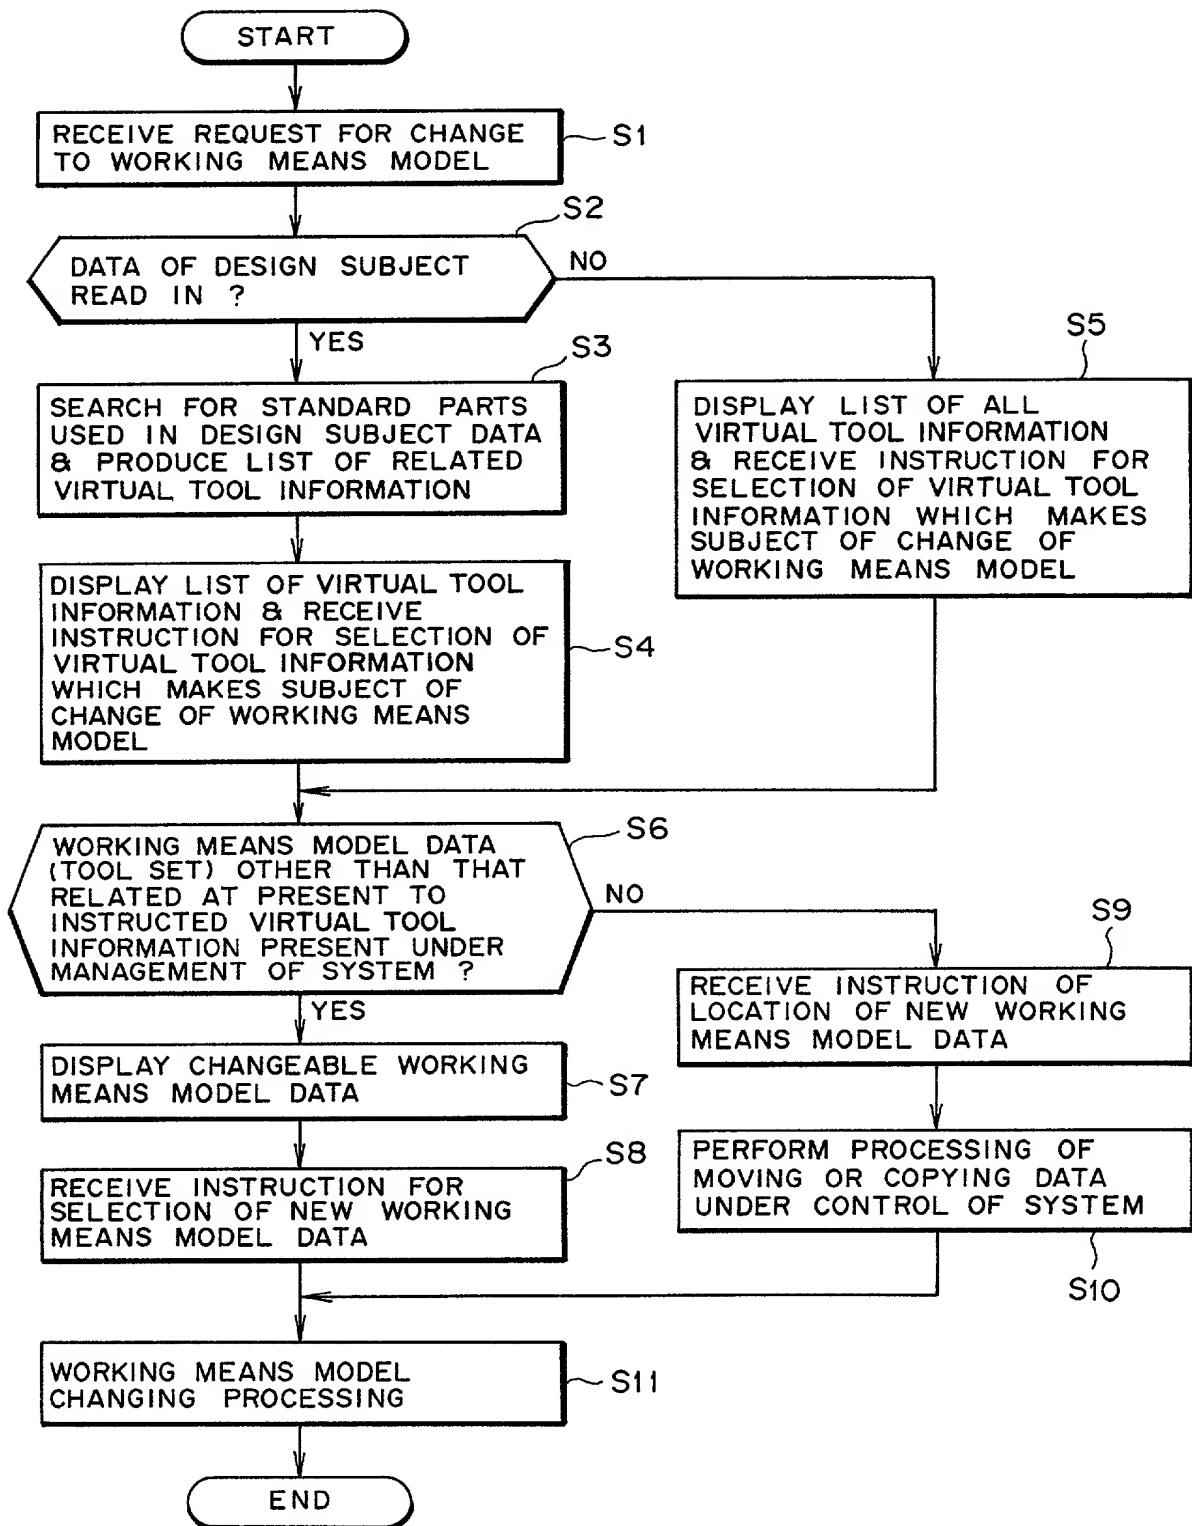 START
RECEIVE REQUEST FOR CHANGE
TO WORKING MEANS MODEL
S1
S2
DATA OF DESIGN SUBJECT
READ IN ?
NO
YES
S3
SEARCH FOR STANDARD PARTS
USED IN DESIGN SUBJECT DATA
& PRODUCE LIST OF RELATED
VIRTUAL TOOL INFORMATION
S5
DISPLAY LIST OF ALL
VIRTUAL TOOL INFORMATION
& RECEIVE INSTRUCTION FOR
SELECTION OF VIRTUAL TOOL
INFORMATION WHICH MAKES
SUBJECT OF CHANGE OF
WORKING MEANS MODEL
DISPLAY LIST OF VIRTUAL TOOL
INFORMATION & RECEIVE
INSTRUCTION FOR SELECTION OF
VIRTUAL TOOL INFORMATION
WHICH MAKES SUBJECT OF
CHANGE OF WORKING MEANS
MODEL
S4
S6
WORKING MEANS MODEL DATA
(TOOL SET) OTHER THAN THAT
RELATED AT PRESENT TO
INSTRUCTED VIRTUAL TOOL
INFORMATION PRESENT UNDER
MANAGEMENT OF SYSTEM ?
NO
YES
S9
RECEIVE INSTRUCTION OF
LOCATION OF NEW WORKING
MEANS MODEL DATA
DISPLAY CHANGEABLE WORKING
MEANS MODEL DATA
S7
S8
RECEIVE INSTRUCTION FOR
SELECTION OF NEW WORKING
MEANS MODEL DATA
PERFORM PROCESSING OF
MOVING OR COPYING DATA
UNDER CONTROL OF SYSTEM
S10
WORKING MEANS MODEL
CHANGING PROCESSING
S11
END